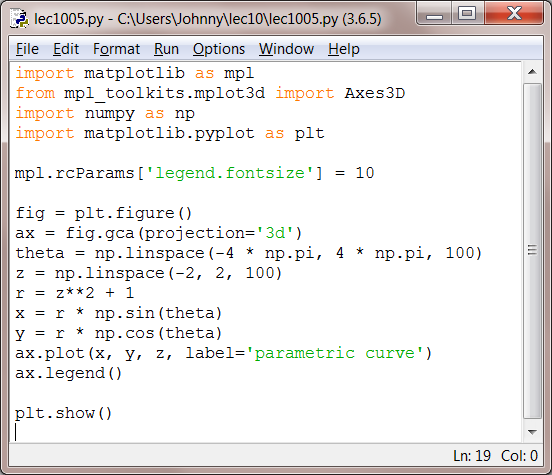 lec1005.py - C:\Users\Johnny\lec10\lec1005.py (3.6.5)
File Edit Format Run Options Window Help
import matplotlib as mpl
from mpl_toolkits.mplot3d import Axes3D
import numpy as np
import matplotlib.pyplot as plt

mpl.rcParams['legend.fontsize'] = 10

fig = plt.figure()
ax = fig.gca(projection='3d')
theta = np.linspace(-4 * np.pi, 4 * np.pi, 100)
z = np.linspace(-2, 2, 100)
r = z**2 + 1
x = r * np.sin(theta)
y = r * np.cos(theta)
ax.plot(x, y, z, label='parametric curve')
ax.legend()

plt.show()
Ln: 19 Col: 0